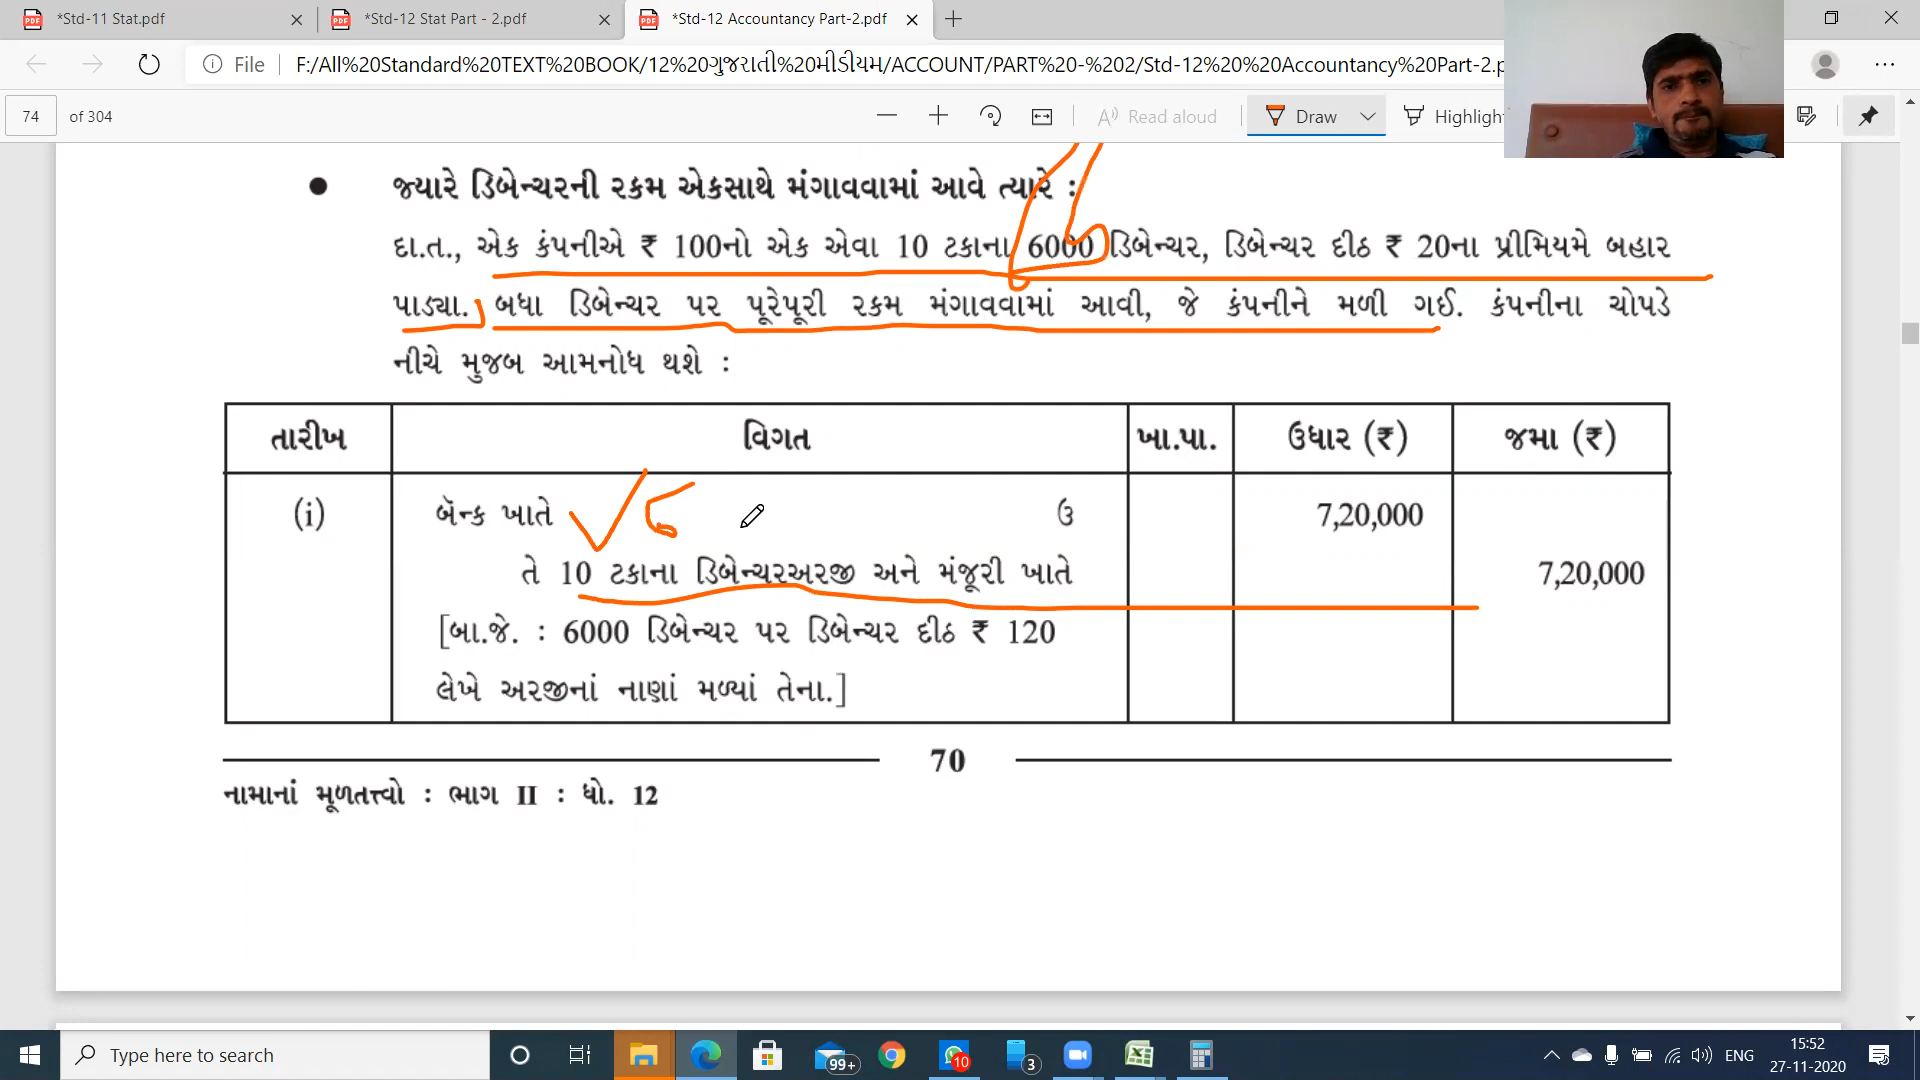 *Std-11 Stat.pdf
*Std-12 Stat Part - 2.pdf
*Std-12 Accountancy Part-2.pdf
File F:/All%20Standard%20TEXT%20BOOK/12%20ગુજરાતી%20મીડીયમ/ACCOUNT/PART%20-%202/Std-12%20%20Accountancy%20Part-2.p
74 of 304 Read aloud Draw Highligh
● જ્યારે ડિબેન્ચરની રકમ એકસાથે મંગાવવામાં આવે ત્યારે :
દા.ત., એક કંપનીએ ₹ 100નો એક એવા 10 ટકાના 6000 ડિબેન્ચર, ડિબેન્ચર દીઠ ₹ 20ના પ્રીમિયમે બહાર
પાડ્યા. બધા ડિબેન્ચર પર પૂરેપૂરી રકમ મંગાવવામાં આવી, જે કંપનીને મળી ગઈ. કંપનીના ચોપડે
નીચે મુજબ આમનોંધ થશે :
તારીખ વિગત ખા.પા. ઉધાર (₹) જમા (₹)
(i) બૅન્ક ખાતે ઉ 7,20,000
તે 10 ટકાના ડિબેન્ચરઅરજી અને મંજૂરી ખાતે 7,20,000
[બા.જે. : 6000 ડિબેન્ચર પર ડિબેન્ચર દીઠ ₹ 120
લેખે અરજીનાં નાણાં મળ્યાં તેના.]
70
નામાનાં મૂળતત્ત્વો : ભાગ II : ધો. 12
Type here to search
99+
10
3
ENG
15:52
27-11-2020